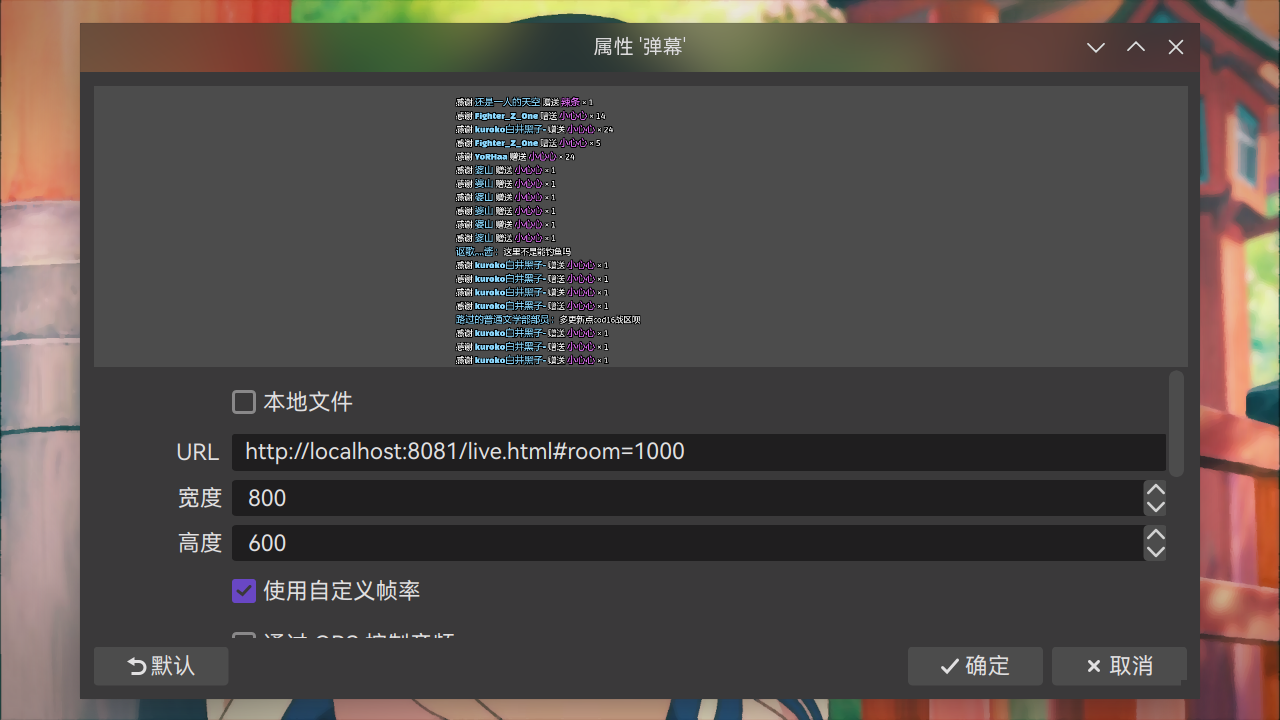 属性 '弹幕'
感谢 还是一人的天空 赠送 辣条 × 1
感谢 Fighter_Z_One 赠送 小心心 × 14
感谢 kuroko白井黑子- 赠送 小心心 × 24
感谢 Fighter_Z_One 赠送 小心心 × 5
感谢 YoRHaa 赠送 小心心 × 24
感谢 婆山 赠送 小心心 × 1
感谢 婆山 赠送 小心心 × 1
感谢 婆山 赠送 小心心 × 1
感谢 婆山 赠送 小心心 × 1
感谢 婆山 赠送 小心心 × 1
感谢 婆山 赠送 小心心 × 1
这里不是能钓鱼吗
感谢 kuroko白井黑子- 赠送 小心心 × 1
感谢 kuroko白井黑子- 赠送 小心心 × 1
感谢 kuroko白井黑子- 赠送 小心心 × 1
感谢 kuroko白井黑子- 赠送 小心心 × 1
路过的普通文学部部员: 多更新点cod16战区呗
感谢 kuroko白井黑子- 赠送 小心心 × 1
感谢 kuroko白井黑子- 赠送 小心心 × 1
感谢 kuroko白井黑子- 赠送 小心心 × 1
本地文件
URL http://localhost:8081/live.html#room=1000
宽度 800
高度 600
使用自定义帧率
通过 OBS 控制音频
默认 确定 取消